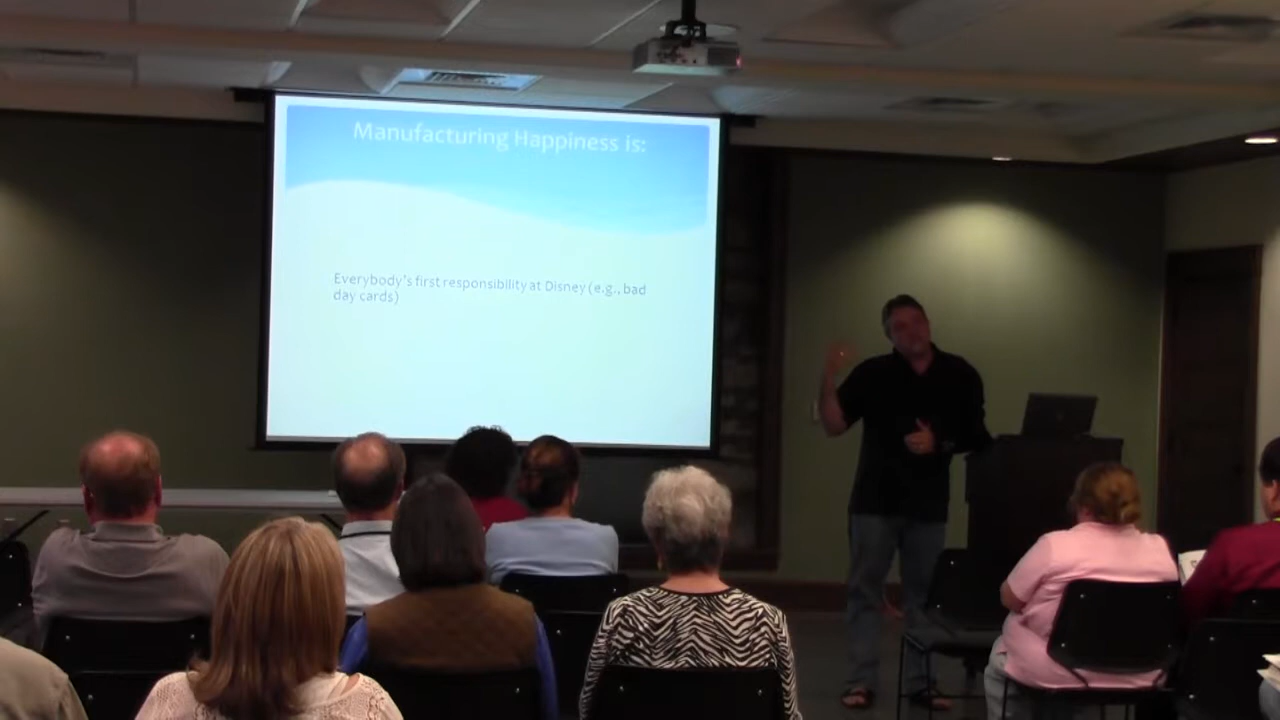 Manufacturing Happiness is:
Everybody's first responsibility at Disney (e.g., bad
day cards)